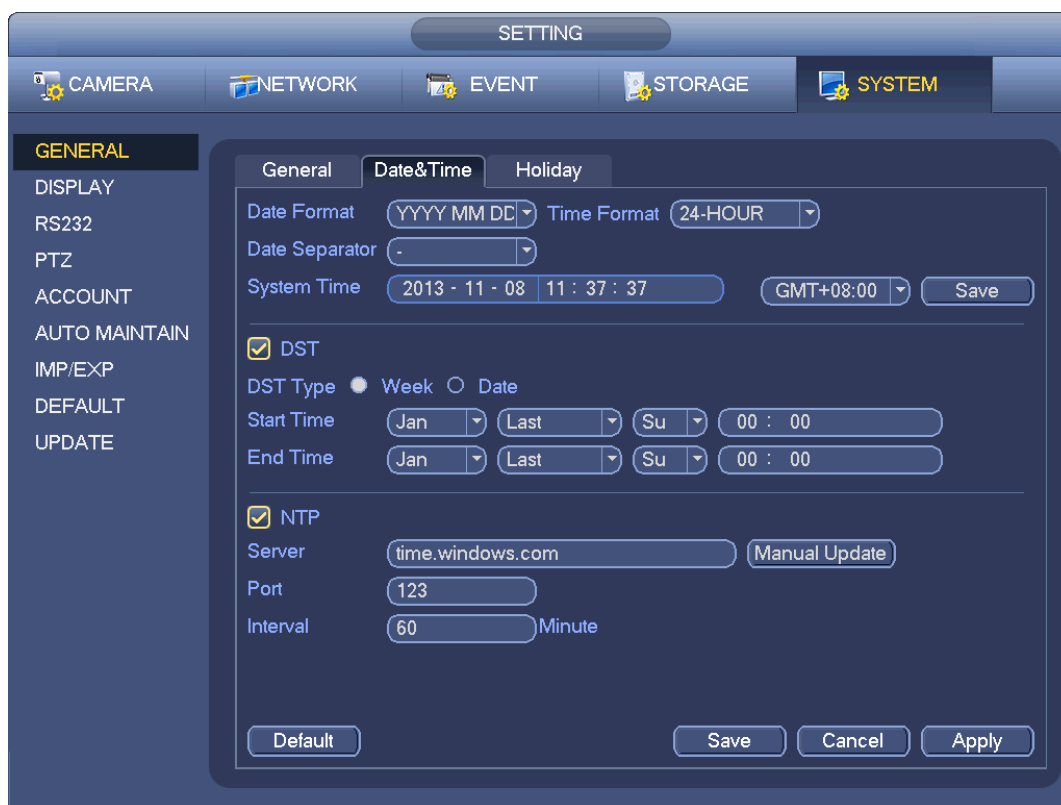 SETTING
CAMERA NETWORK EVENT STORAGE SYSTEM
GENERAL
DISPLAY
RS232
PTZ
ACCOUNT
AUTO MAINTAIN
IMP/EXP
DEFAULT
UPDATE
General Date&Time Holiday
Date Format YYYY MM DD Time Format 24-HOUR
Date Separator -
System Time 2013 - 11 - 08 11 : 37 : 37 GMT+08:00 Save
DST
DST Type Week Date
Start Time Jan Last Su 00 : 00
End Time Jan Last Su 00 : 00
NTP
Server time.windows.com Manual Update
Port 123
Interval 60 Minute
Default Save Cancel Apply